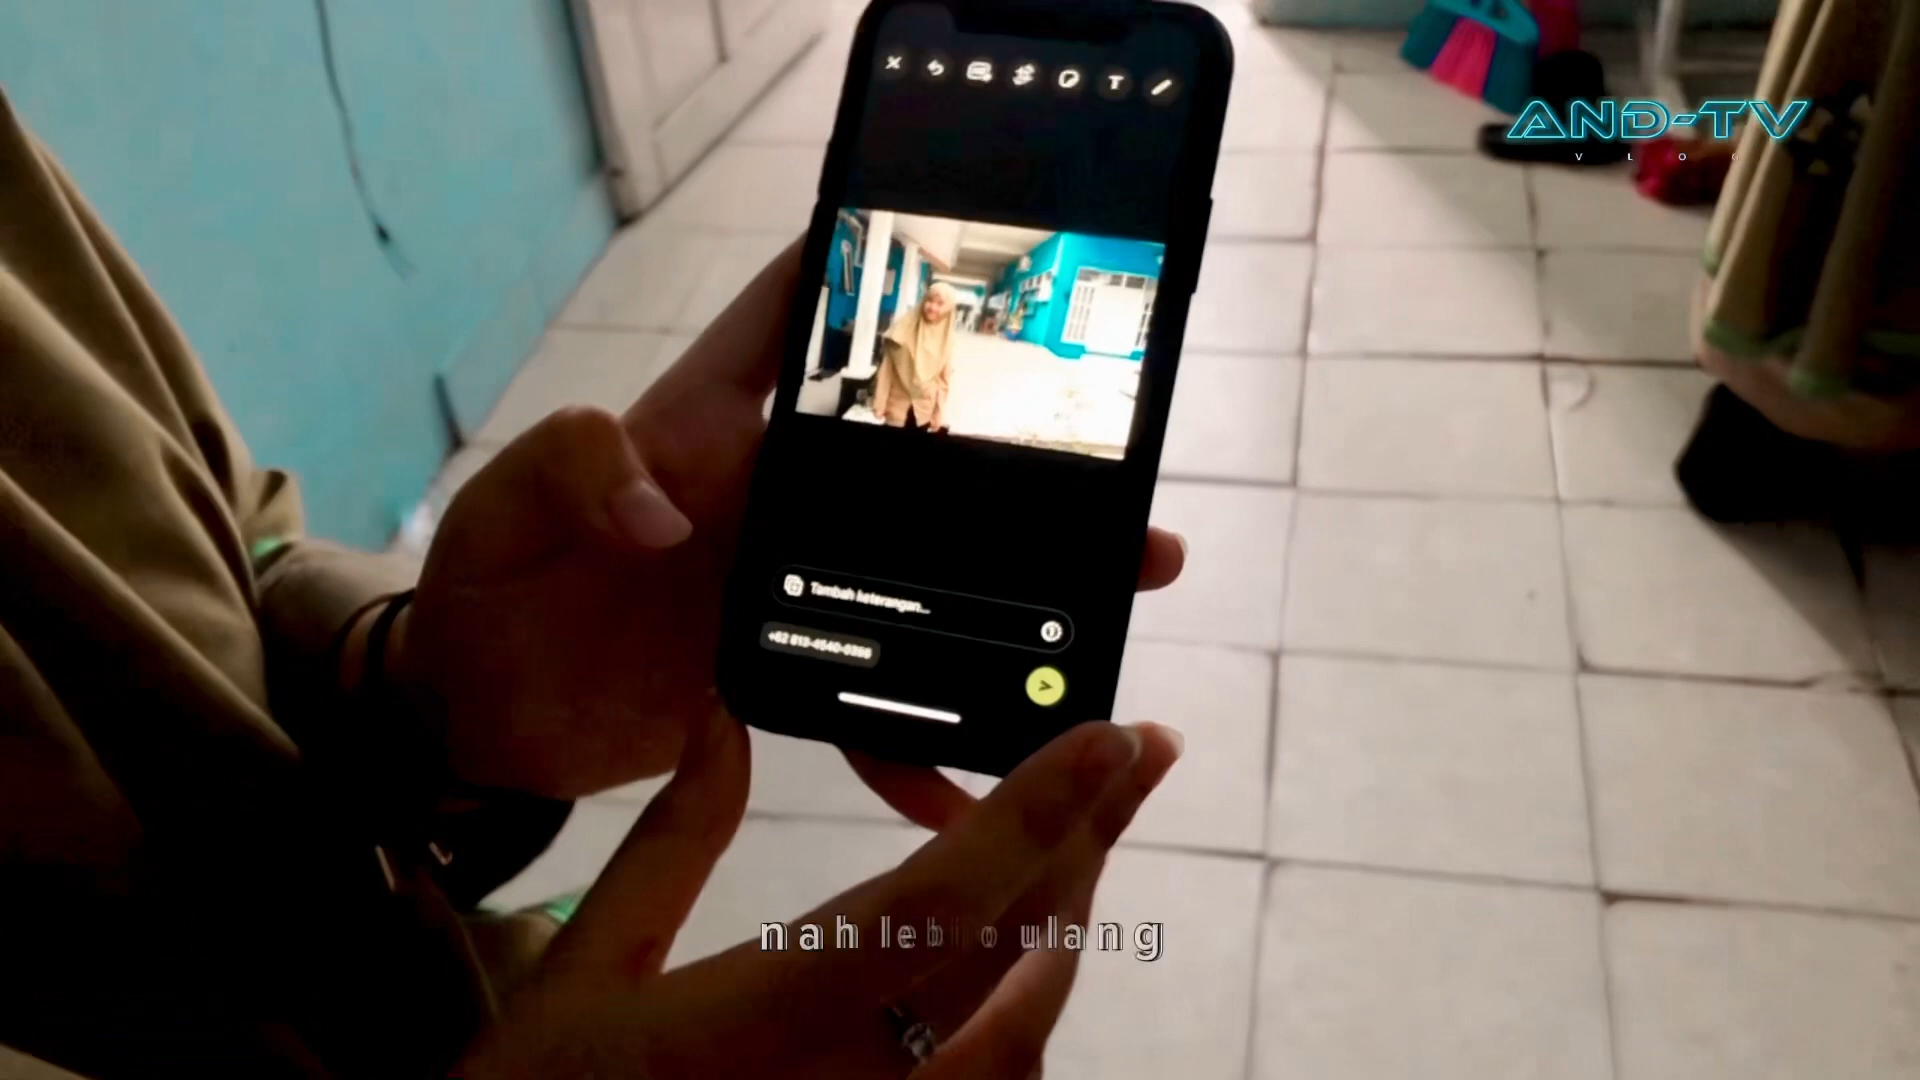 AND-TV
VLOG
T
Tambah keterangan...
nah ulang